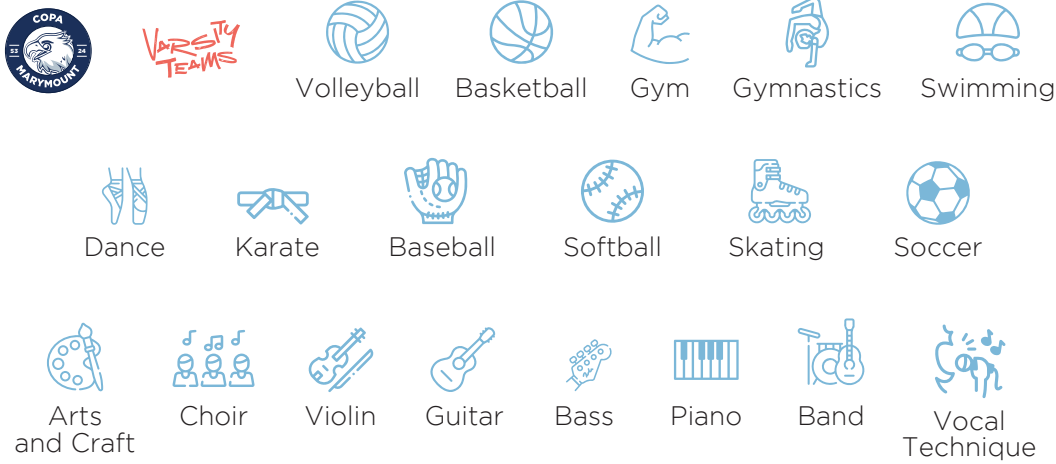 COPA
53 24
MARYMOUNT
VARSITY
TEAMS
Volleyball Basketball Gym Gymnastics Swimming
Dance Karate Baseball Softball Skating Soccer
Arts Choir Violin Guitar Bass Piano Band Vocal
and Craft Technique